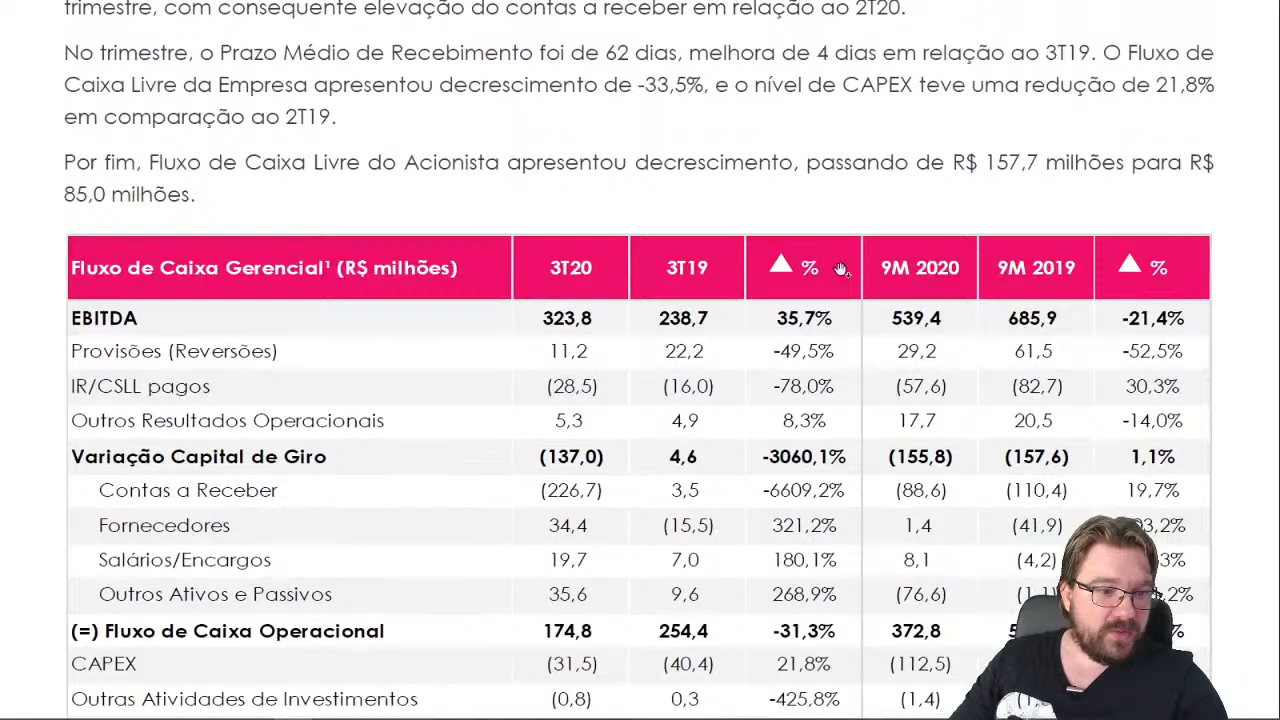 trimestre, com consequente elevação do contas a receber em relação ao 2T20.
No trimestre, o Prazo Médio de Recebimento foi de 62 dias, melhora de 4 dias em relação ao 3T19. O Fluxo de
Caixa Livre da Empresa apresentou decrescimento de -33,5%, e o nível de CAPEX teve uma redução de 21,8%
em comparação ao 2T19.
Por fim, Fluxo de Caixa Livre do Acionista apresentou decrescimento, passando de R$ 157,7 milhões para R$
85,0 milhões.
Fluxo de Caixa Gerencial¹ (R$ milhões) 3T20 3T19 ▲ % 9M 2020 9M 2019 ▲ %
EBITDA 323,8 238,7 35,7% 539,4 685,9 -21,4%
Provisões (Reversões) 11,2 22,2 -49,5% 29,2 61,5 -52,5%
IR/CSLL pagos (28,5) (16,0) -78,0% (57,6) (82,7) 30,3%
Outros Resultados Operacionais 5,3 4,9 8,3% 17,7 20,5 -14,0%
Variação Capital de Giro (137,0) 4,6 -3060,1% (155,8) (157,6) 1,1%
Contas a Receber (226,7) 3,5 -6609,2% (88,6) (110,4) 19,7%
Fornecedores 34,4 (15,5) 321,2% 1,4 (41,9)
Salários/Encargos 19,7 7,0 180,1% 8,1 (4,2)
Outros Ativos e Passivos 35,6 9,6 268,9% (76,6) (1,1)
(=) Fluxo de Caixa Operacional 174,8 254,4 -31,3% 372,8
CAPEX (31,5) (40,4) 21,8% (112,5)
Outras Atividades de Investimentos (0,8) 0,3 -425,8% (1,4)